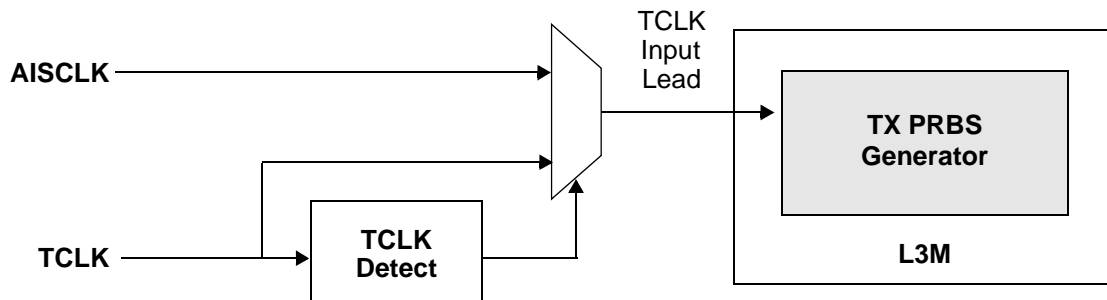 AISCLK
TCLK
Input
Lead
TX PRBS
Generator
TCLK
TCLK
Detect
L3M